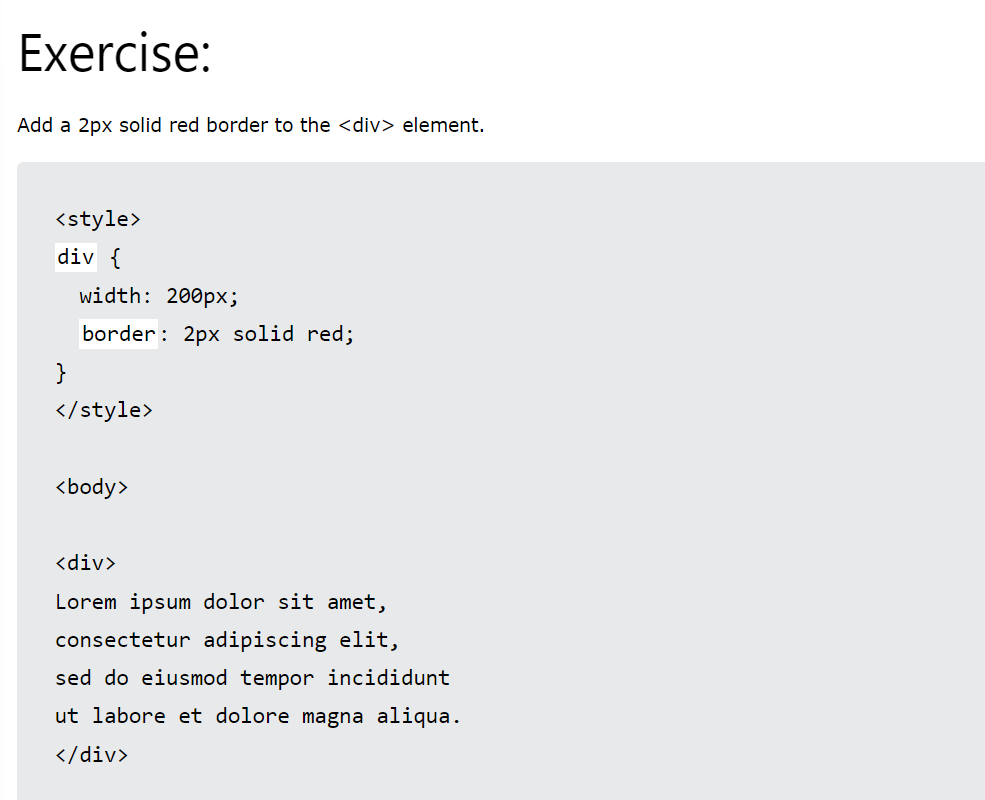 Exercise:
Add a 2px solid red border to the <div> element.
<style>
div {
  width: 200px;
  border: 2px solid red;
}
</style>
<body>
<div>
Lorem ipsum dolor sit amet,
consectetur adipiscing elit,
sed do eiusmod tempor incididunt
ut labore et dolore magna aliqua.
</div>